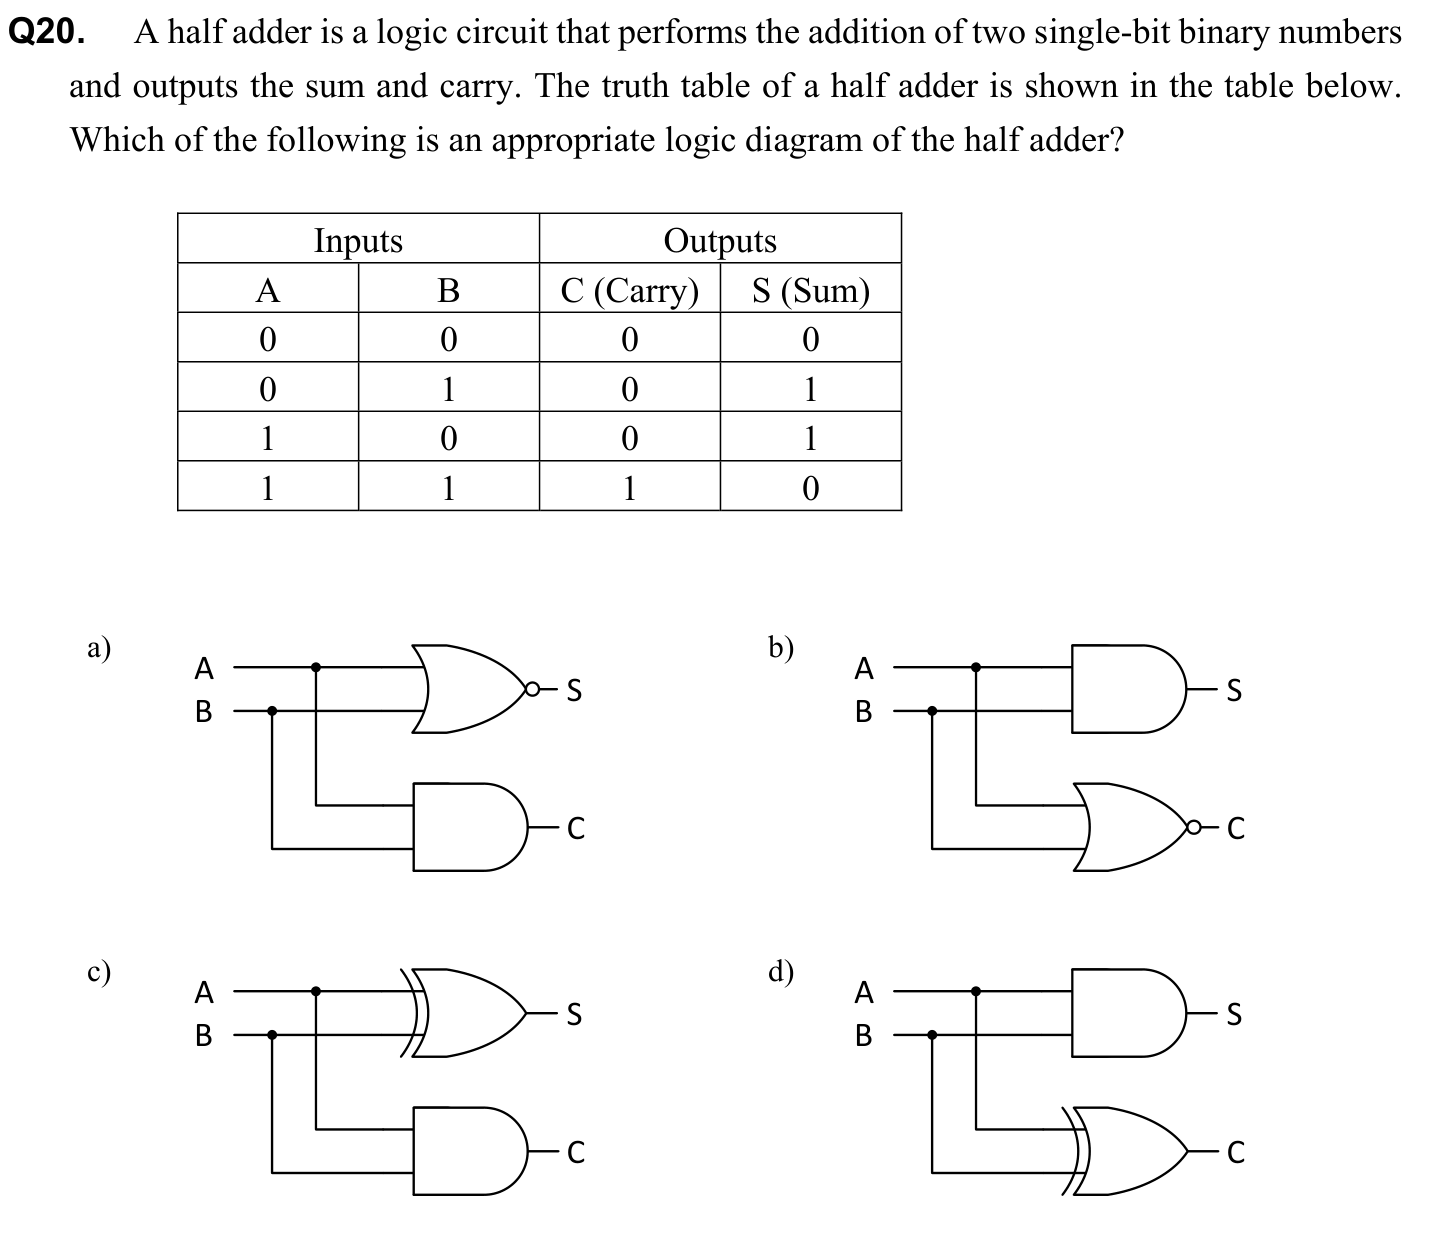 Q20. A half adder is a logic circuit that performs the addition of two single-bit binary numbers
and outputs the sum and carry. The truth table of a half adder is shown in the table below.
Which of the following is an appropriate logic diagram of the half adder?
Inputs Outputs
A B C (Carry) S (Sum)
0 0 0 0
0 1 0 1
1 0 0 1
1 1 1 0
a)
A
B
S
C
b)
A
B
S
C
c)
A
B
S
C
d)
A
B
S
C